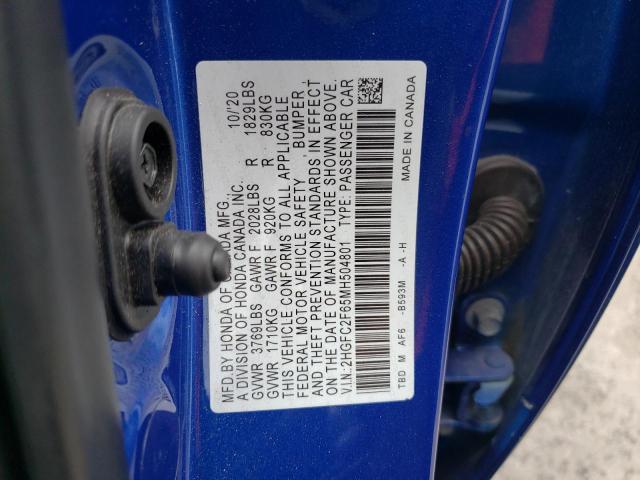 MFD.BY HONDA OF CANADA MFG., 10/20
A DIVISION OF HONDA CANADA INC.
GVWR 3769LBS GAWR F 2028LBS R 1829LBS
GVWR 1710KG GAWR F 920KG R 830KG
THIS VEHICLE CONFORMS TO ALL APPLICABLE
FEDERAL MOTOR VEHICLE SAFETY, BUMPER,
AND THEFT PREVENTION STANDARDS IN EFFECT
ON THE DATE OF MANUFACTURE SHOWN ABOVE.
V.I.N.:2HGFC2F65MH504801 TYPE: PASSENGER CAR
TBD M AF6 -B593M -A -H MADE IN CANADA